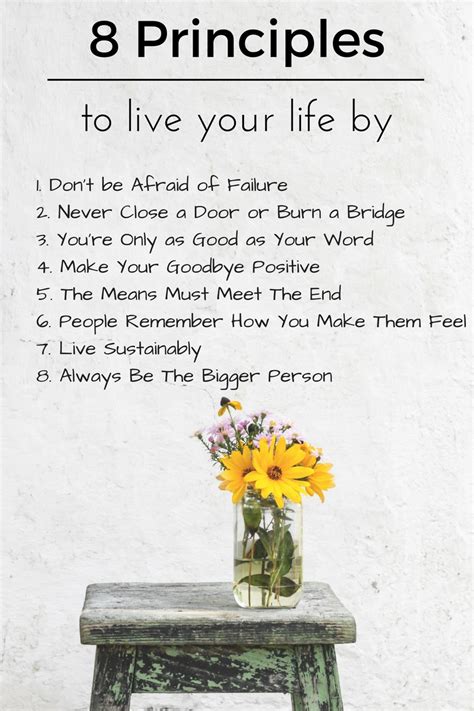 8 Principles
to live your life by
1. Don't be Afraid of Failure
2. Never Close a Door or Burn a Bridge
3. You're Only as Good as Your Word
4. Make Your Goodbye Positive
5. The Means Must Meet The End
6. People Remember How You Make Them Feel
7. Live Sustainably
8. Always Be The Bigger Person